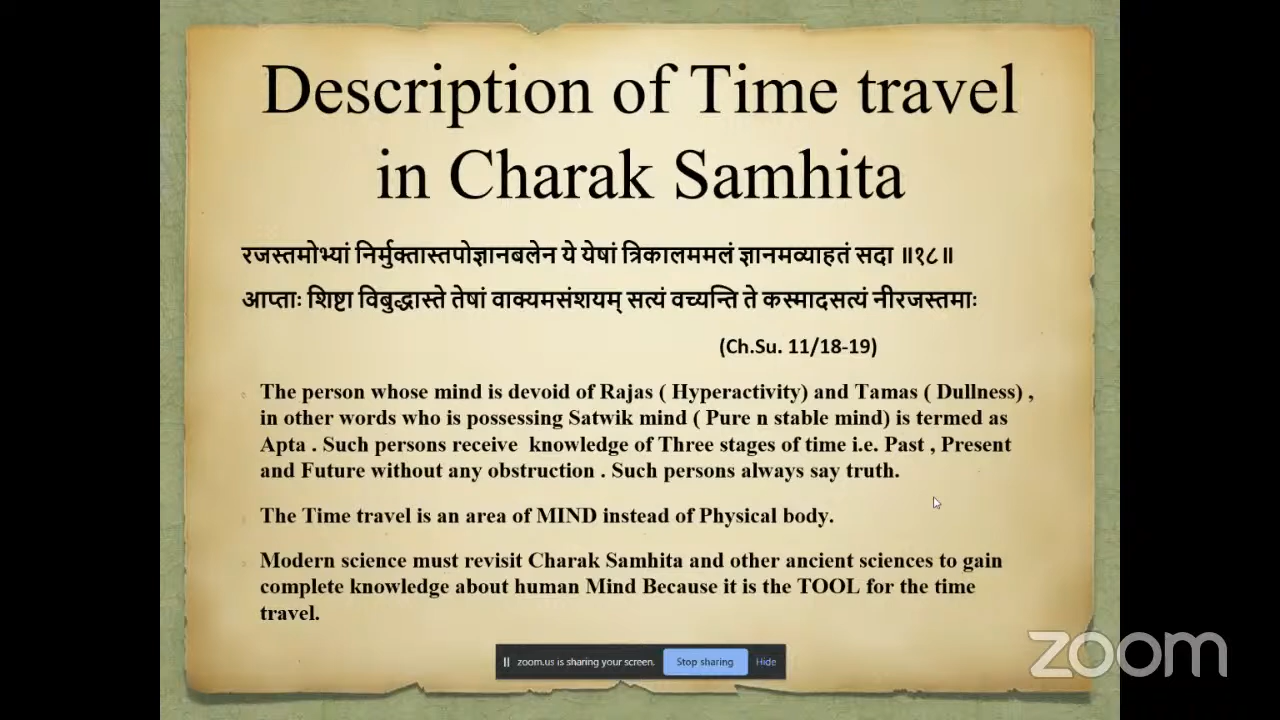 Description of Time travel
in Charak Samhita
रजस्तमोभ्यां निर्मुक्तास्तपोज्ञानबलेन ये येषां त्रिकालममलं ज्ञानमव्याहतं सदा ॥१८॥
आप्ताः शिष्टा विबुद्धास्ते तेषां वाक्यमसंशयम् सत्यं वच्यन्ति ते कस्मादसत्यं नीरजस्तमाः
(Ch.Su. 11/18-19)
The person whose mind is devoid of Rajas ( Hyperactivity) and Tamas ( Dullness) ,
in other words who is possessing Satwik mind ( Pure n stable mind) is termed as
Apta . Such persons receive knowledge of Three stages of time i.e. Past , Present
and Future without any obstruction . Such persons always say truth.
The Time travel is an area of MIND instead of Physical body.
Modern science must revisit Charak Samhita and other ancient sciences to gain
complete knowledge about human Mind Because it is the TOOL for the time
travel.
zoom.us is sharing your screen. Stop sharing Hide
zoom